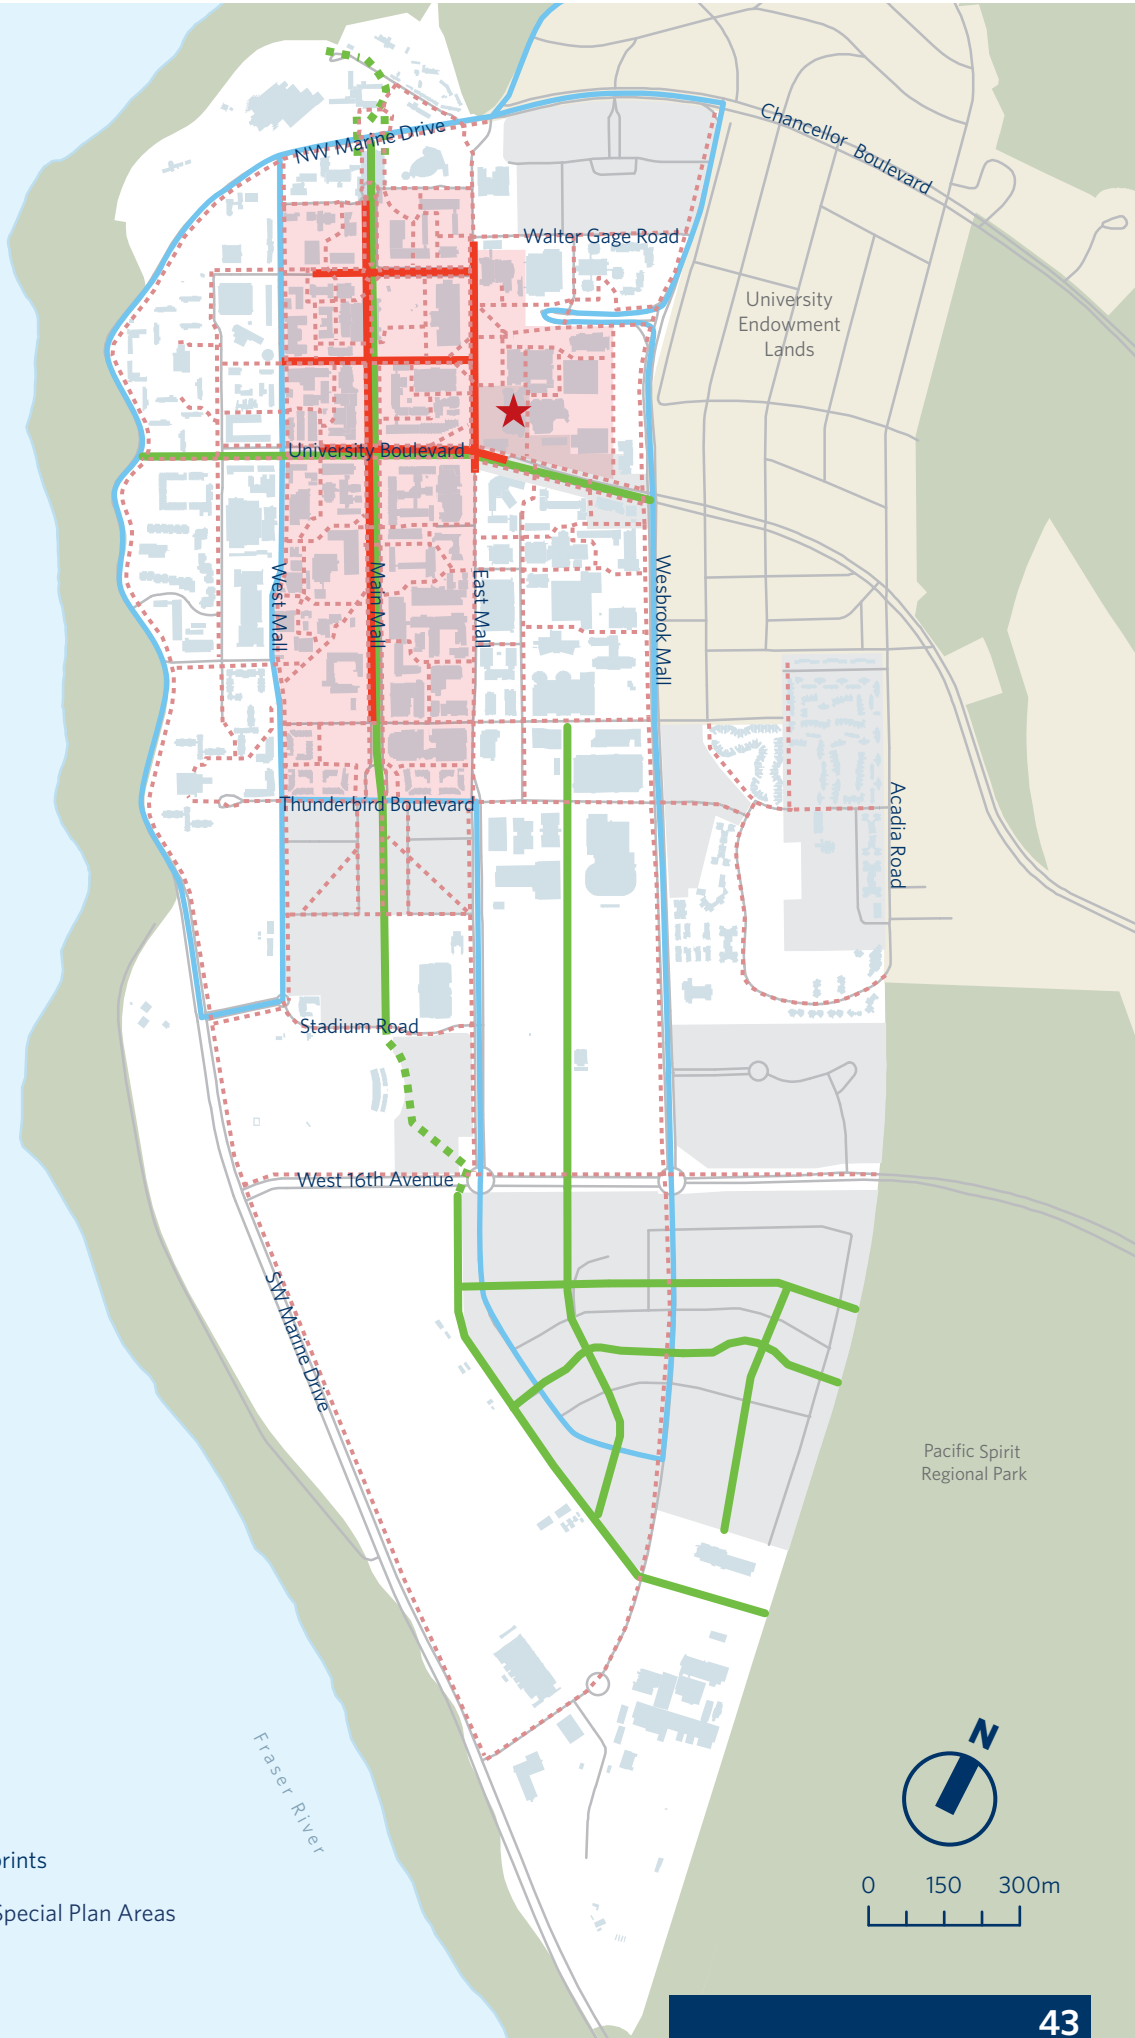 Chancellor Boulevard
NW Marine Drive
Walter Gage Road
University
Endowment
Lands
University Boulevard
West Mall
Main Mall
East Mall
Wesbrook Mall
Thunderbird Boulevard
Acadia Road
Stadium Road
West 16th Avenue
SW Marine Drive
Pacific Spirit
Regional Park
N
Fraser River
rints
0 150 300m
Special Plan Areas
43